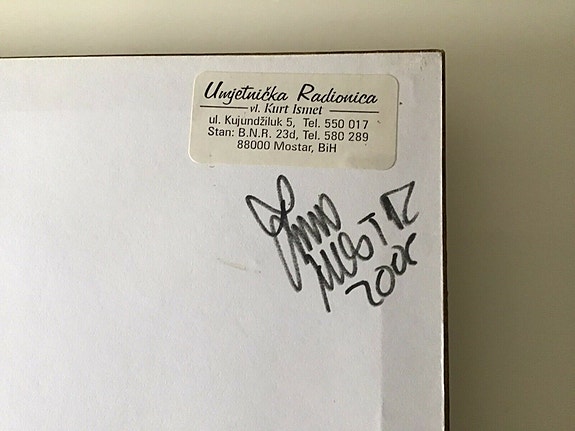 Umjetnička Radionica
vl. Kurt Ismet
ul. Kujundžiluk 5, Tel. 550 017
Stan: B.N.R. 23d, Tel. 580 289
88000 Mostar, BiH